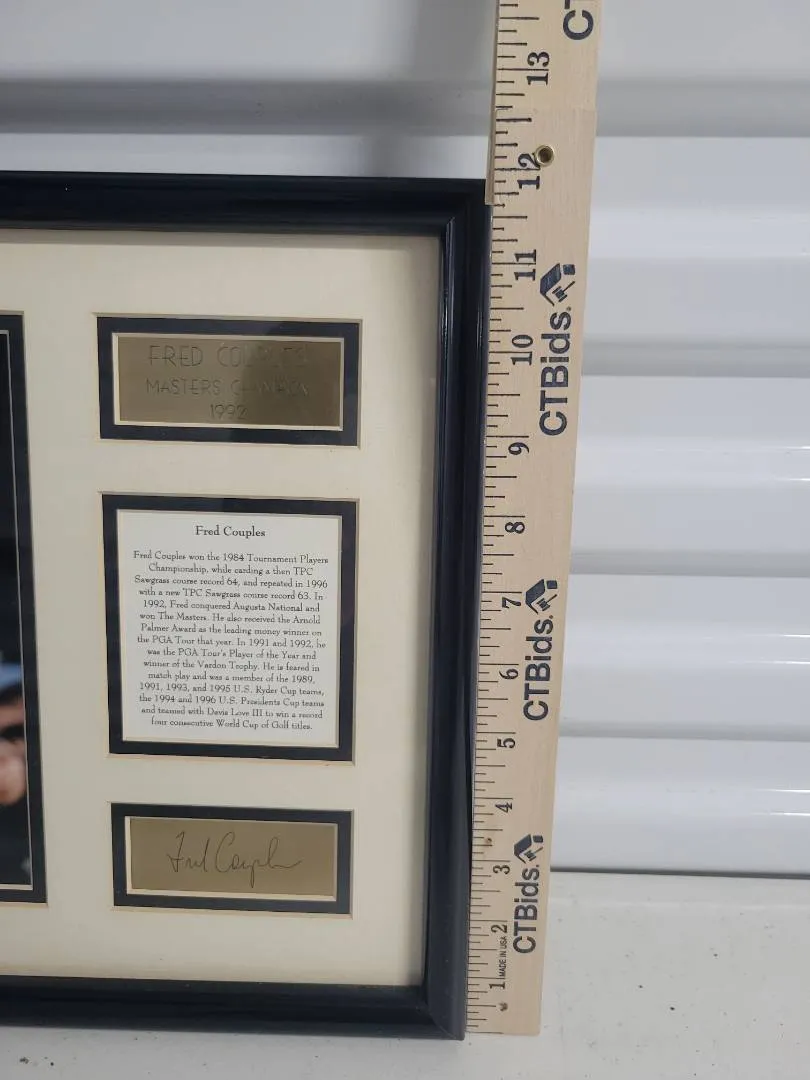 FRED COUPLES
MASTERS CHAMPION
1992
Fred Couples
Fred Couples won the 1984 Tournament Players
Championship, while carding a then TPC
Sawgrass course record 64, and repeated in 1996
with a new TPC Sawgrass course record 63. In
1992, Fred conquered Augusta National and
won The Masters. He also received the Arnold
Palmer Award as the leading money winner on
the PGA Tour that year. In 1991 and 1992, he
was the PGA Tour's Player of the Year and
winner of the Vardon Trophy. He is feared in
match play and was a member of the 1989,
1991, 1993, and 1995 U.S. Ryder Cup teams,
the 1994 and 1996 U.S. Presidents Cup teams
and teamed with Davis Love III to win a record
four consecutive World Cup of Golf titles.
Fred Couples
CT
13
12
11
10
9
8
7
6
5
4
3
2
1
CTBids.
CTBids.
CTBids.
MADE IN USA